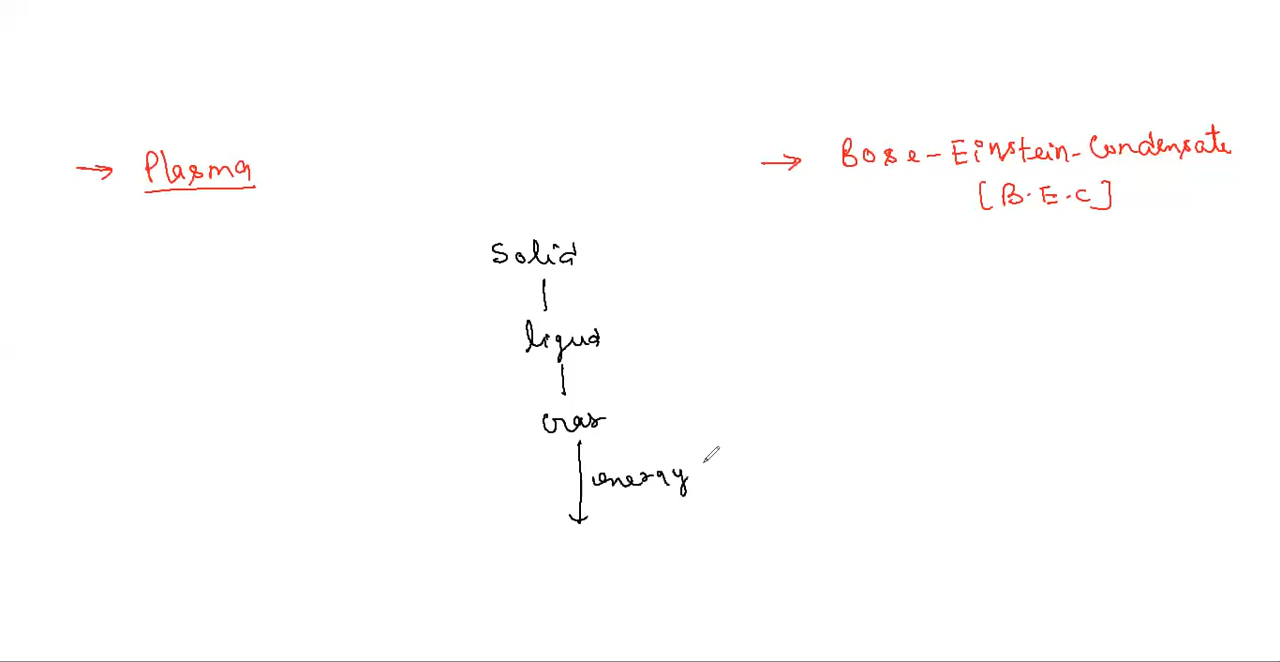 → Plasma
→ Bose-Einstein-Condensate
[B.E.C]
Solid
liquid
Gas
energy